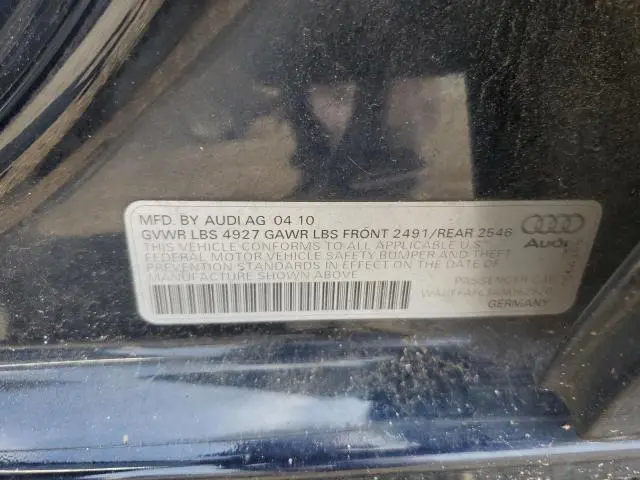 MFD. BY AUDI AG 04 10
GVWR LBS 4927 GAWR LBS FRONT 2491/REAR 2546
THIS VEHICLE CONFORMS TO ALL APPLICABLE U.S.
FEDERAL MOTOR VEHICLE SAFETY BUMPER AND THEFT
PREVENTION STANDARDS IN EFFECT ON THE DATE OF
MANUFACTURE SHOWN ABOVE
Audi
PASSENGER
GERMANY